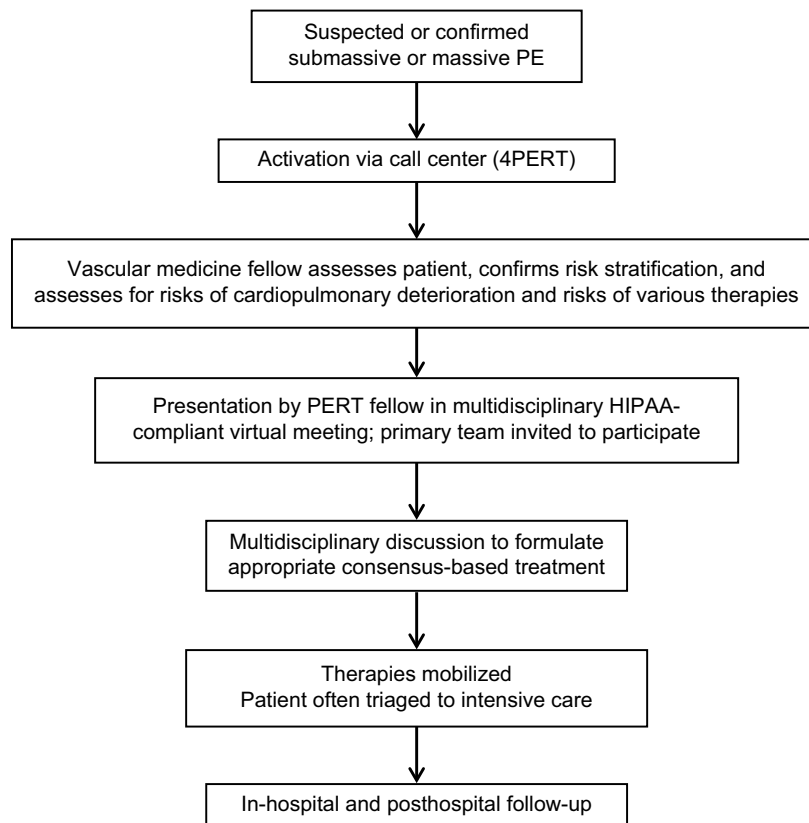 Suspected or confirmed
submassive or massive PE
Activation via call center (4PERT)
Vascular medicine fellow assesses patient, confirms risk stratification, and
assesses for risks of cardiopulmonary deterioration and risks of various therapies
Presentation by PERT fellow in multidisciplinary HIPAA-
compliant virtual meeting; primary team invited to participate
Multidisciplinary discussion to formulate
appropriate consensus-based treatment
Therapies mobilized
Patient often triaged to intensive care
In-hospital and posthospital follow-up